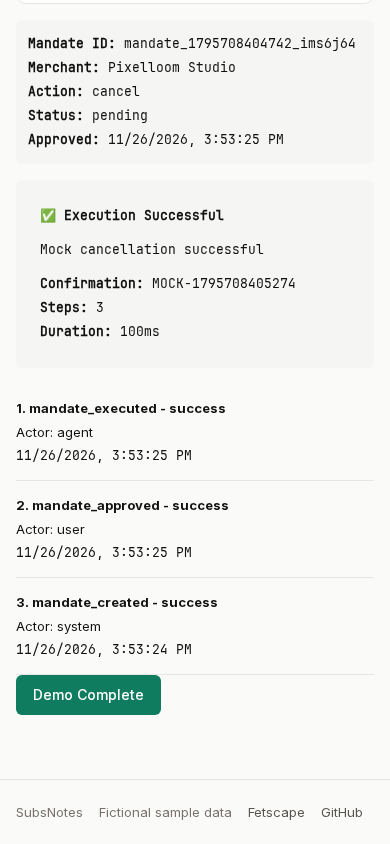 Mandate ID: mandate_1795708404742_ims6j64
Merchant: Pixelloom Studio
Action: cancel
Status: pending
Approved: 11/26/2026, 3:53:25 PM
✅ Execution Successful
Mock cancellation successful
Confirmation: MOCK-1795708405274
Steps: 3
Duration: 100ms
1. mandate_executed - success
Actor: agent
11/26/2026, 3:53:25 PM
2. mandate_approved - success
Actor: user
11/26/2026, 3:53:25 PM
3. mandate_created - success
Actor: system
11/26/2026, 3:53:24 PM
Demo Complete
SubsNotes Fictional sample data Fetscape GitHub